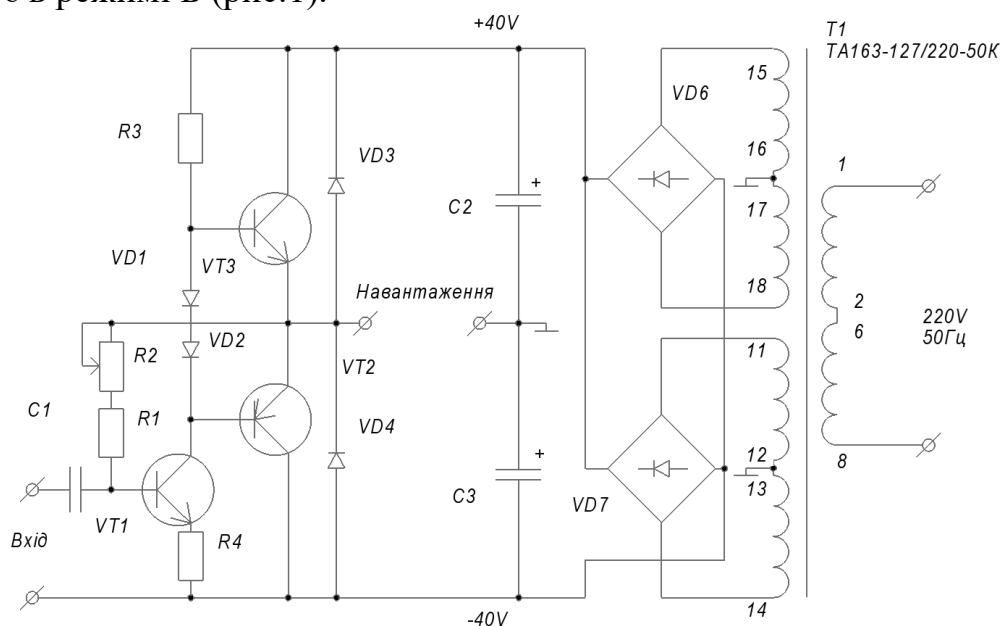 в режимі В (рис.1).
+40V
T1
TA163-127/220-50К
15
VD6
R3
VD3
16
1
C2
+
17
VD1
VT3
18
Навантаження
2
VD2
6
220V
50Гц
R2
VT2
11
C1
R1
VD4
12
8
+
C3
13
VD7
VT1
Вхід
R4
14
-40V